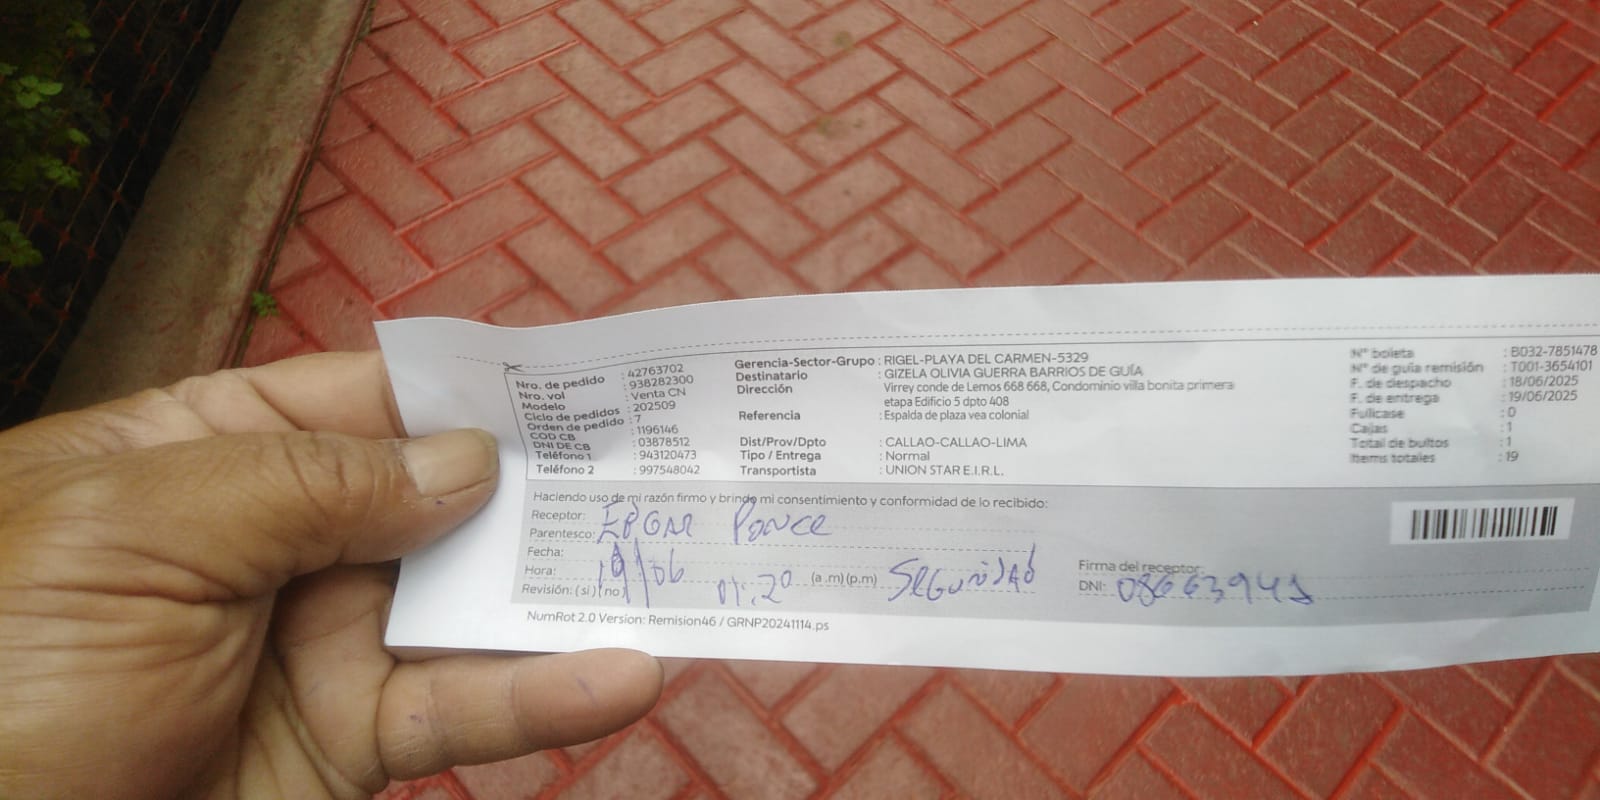 Nro. de pedido : 42763702
Nro. vol : 938282300
Modelo : Venta CN
Ciclo de pedidos : 202509
Orden de pedido : 7
COD CB : 1196146
DNI DE CB : 03878512
Teléfono 1 : 943120473
Teléfono 2 : 997548042
Gerencia-Sector-Grupo : RIGEL-PLAYA DEL CARMEN-5329
Destinatario : GIZELA OLIVIA GUERRA BARRIOS DE GUÍA
Dirección : Virrey conde de Lemos 668 668, Condominio villa bonita primera
etapa Edificio 5 dpto 408
Referencia : Espalda de plaza vea colonial
Dist/Prov/Dpto : CALLAO-CALLAO-LIMA
Tipo / Entrega : Normal
Transportista : UNION STAR E.I.R.L.
N° boleta : B032-7851478
N° de guía remisión : T001-3654101
F. de despacho : 18/06/2025
F. de entrega : 19/06/2025
Fullcase : 0
Cajas : 1
Total de bultos : 1
Items totales : 19
Haciendo uso de mi razón firmo y brindo mi consentimiento y conformidad de lo recibido:
Receptor: EDGAR PONCE
Parentesco:
Fecha: 19/06
Hora: (a.m)(p.m) SEGURIDAD
Revisión: (si) (no)
Firma del receptor:
DNI:
NumRot 2.0 Version: Remision46 / GRNP20241114.ps